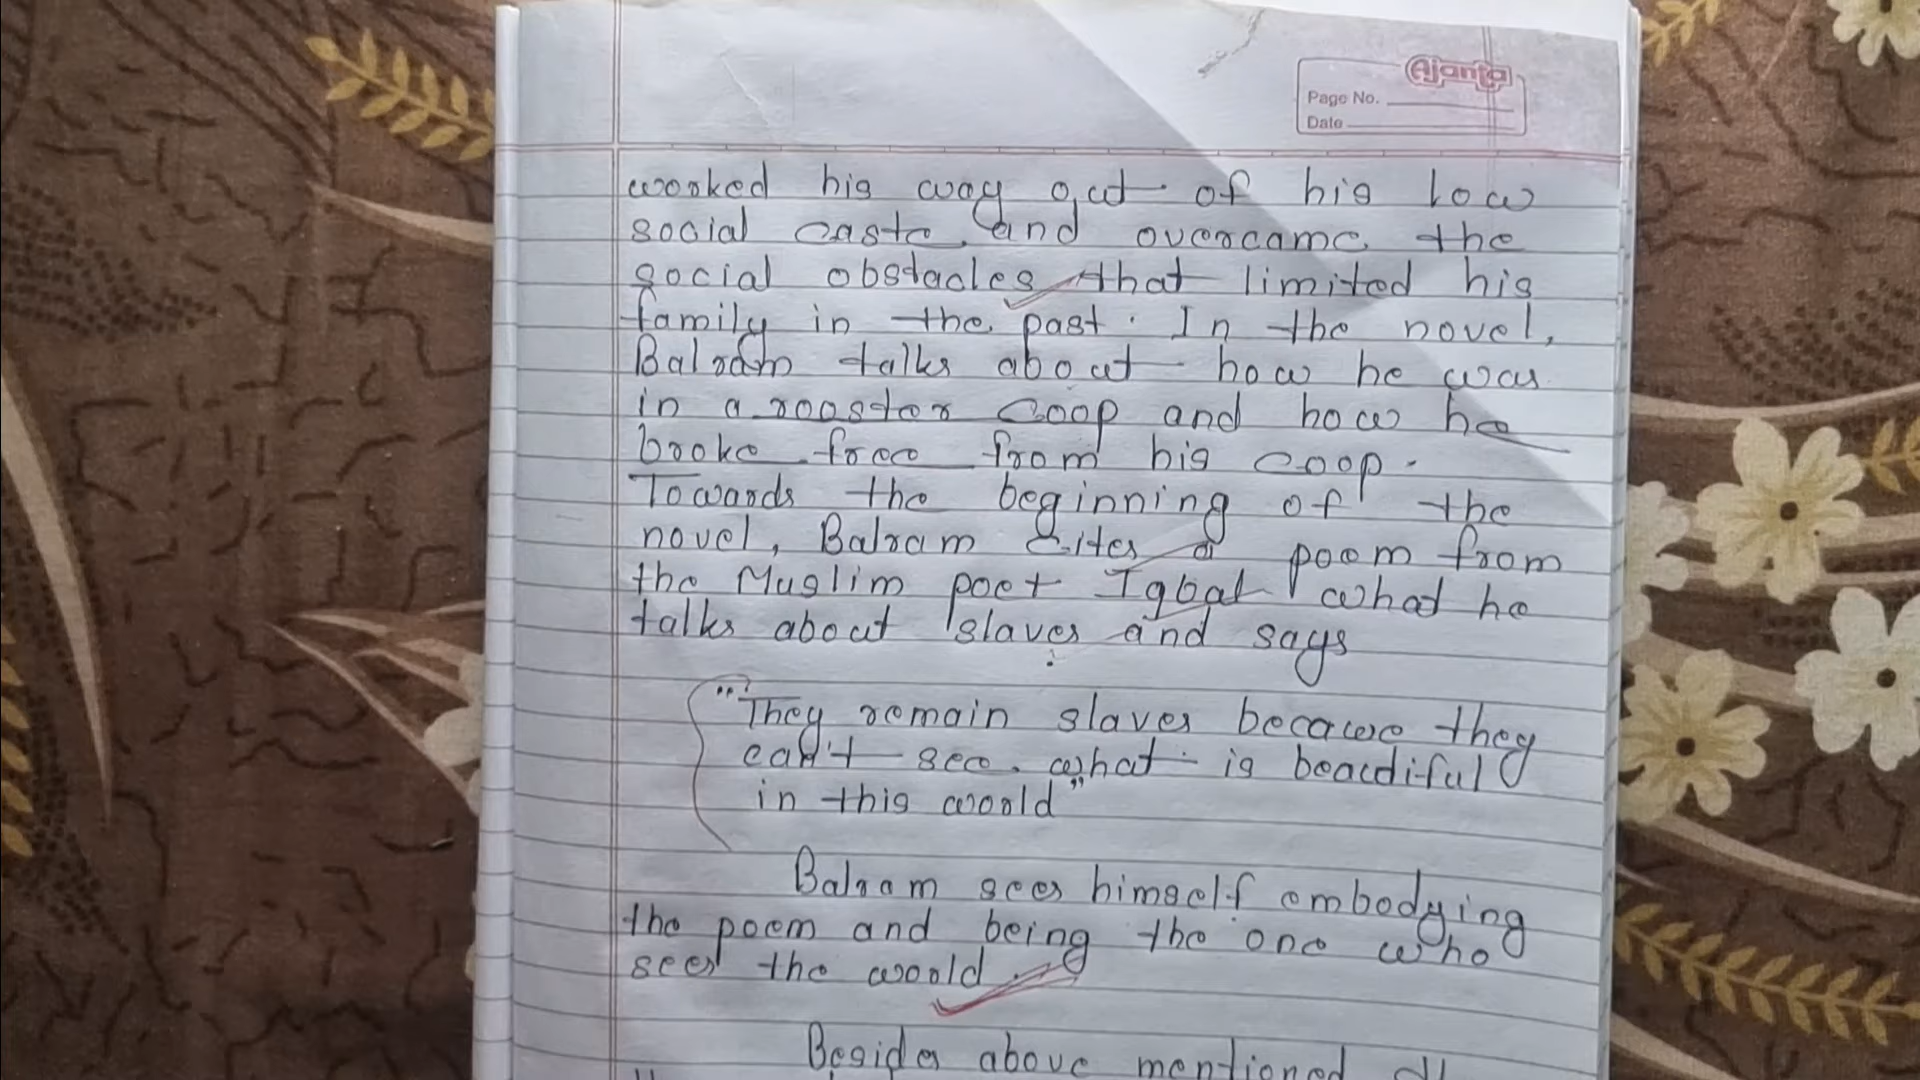 Ajanta
Page No.
Date
worked his way out of his low
social caste and overcame the
social obstacles that limited his
family in the past. In the novel,
Balram talks about how he was
in a rooster coop and how he
broke free from his coop.
Towards the beginning of the
novel, Balram cites a poem from
the Muslim poet Iqbal what he
talks about slaves and says
:
"They remain slaves because they
can't see what is beautiful
in this world"
Balram sees himself embodying
the poem and being the one who
sees the world.
Besides above mentioned